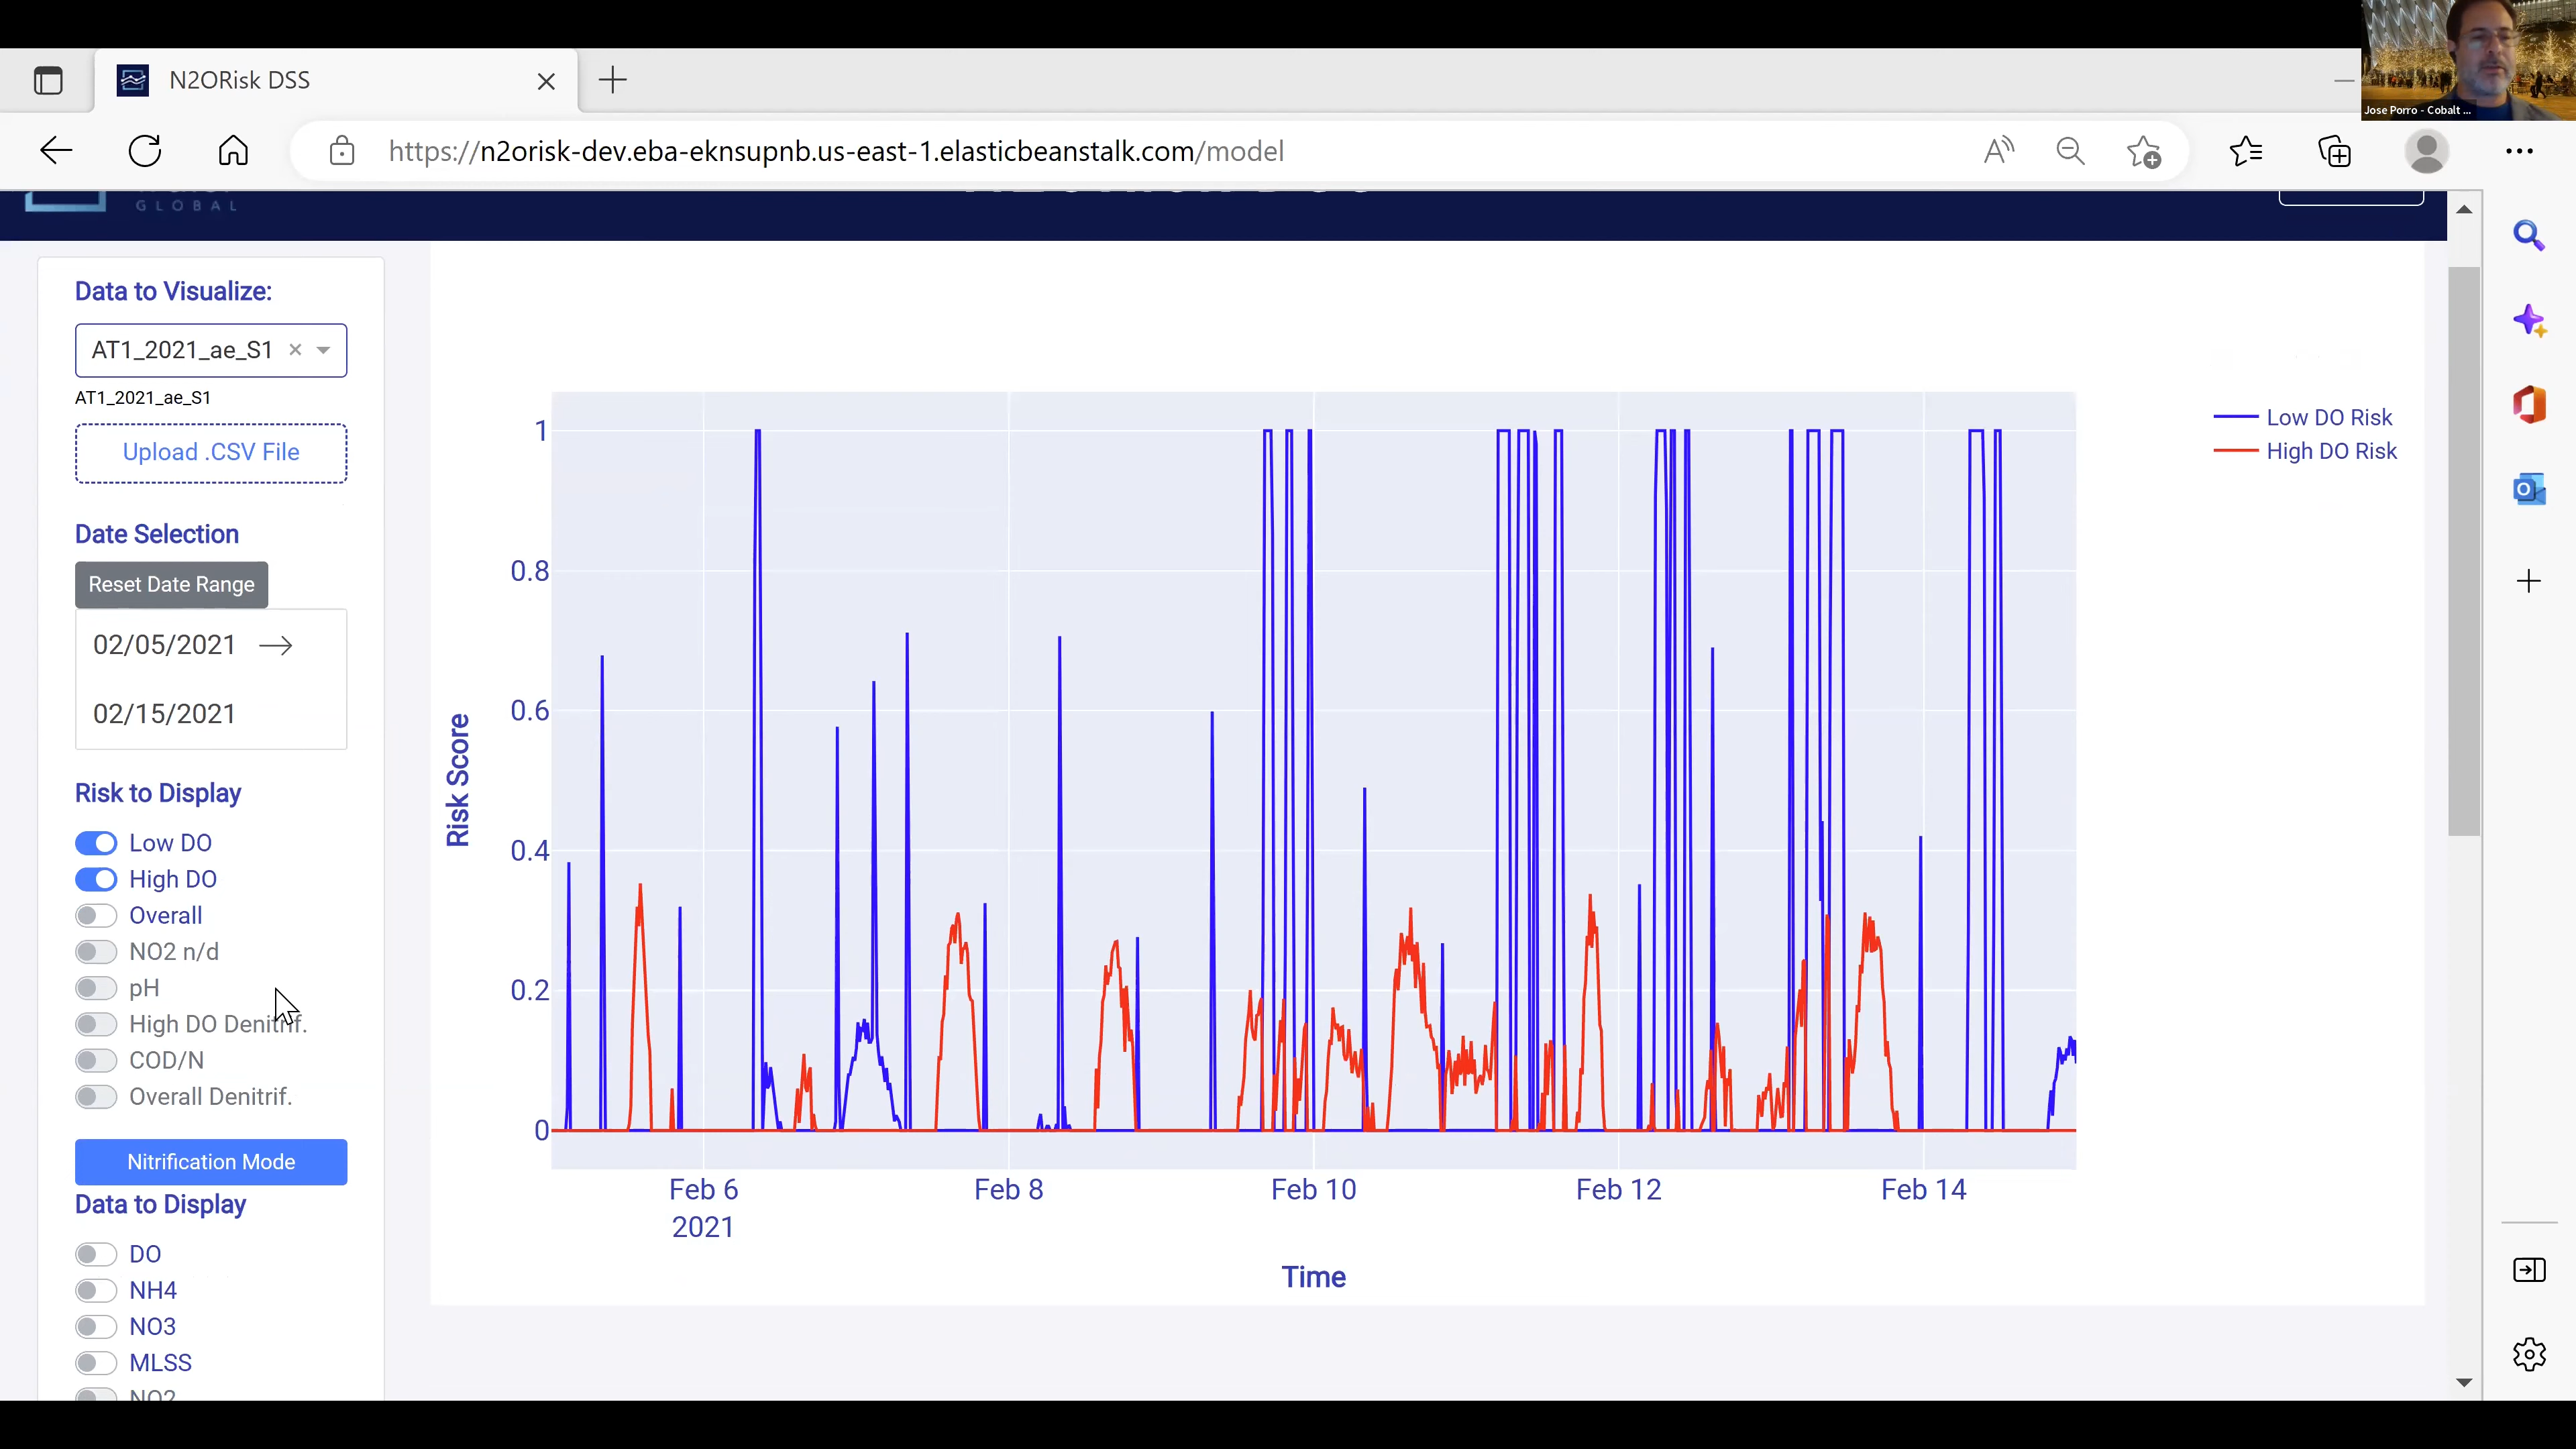 N2ORisk DSS
Jose Porro - Cobalt ...
https://n2orisk-dev.eba-eknsupnb.us-east-1.elasticbeanstalk.com/model
GLOBAL
Data to Visualize:
AT1_2021_ae_S1
AT1_2021_ae_S1
Upload .CSV File
Date Selection
Reset Date Range
02/05/2021
02/15/2021
Risk to Display
Low DO
High DO
Overall
NO2 n/d
pH
High DO Denitrif.
COD/N
Overall Denitrif.
Nitrification Mode
Data to Display
DO
NH4
NO3
MLSS
NO2
Risk Score
1
0.8
0.6
0.4
0.2
0
Feb 6
2021
Feb 8
Feb 10
Feb 12
Feb 14
Time
Low DO Risk
High DO Risk